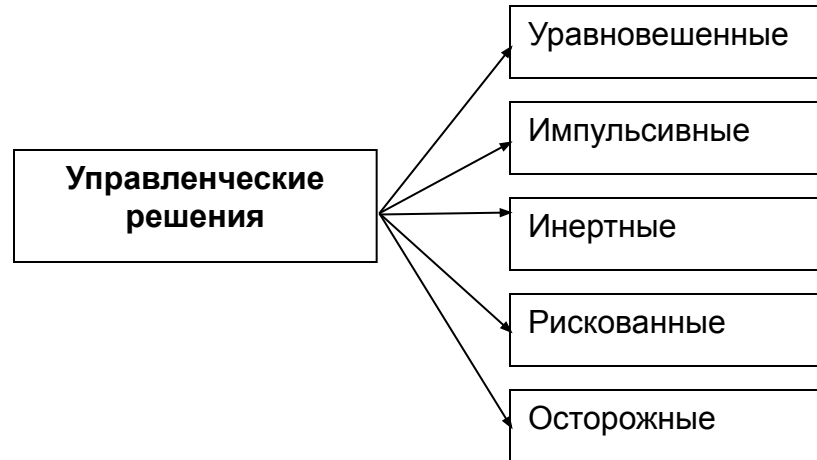 Управленческие
решения
Уравновешенные
Импульсивные
Инертные
Рискованные
Осторожные